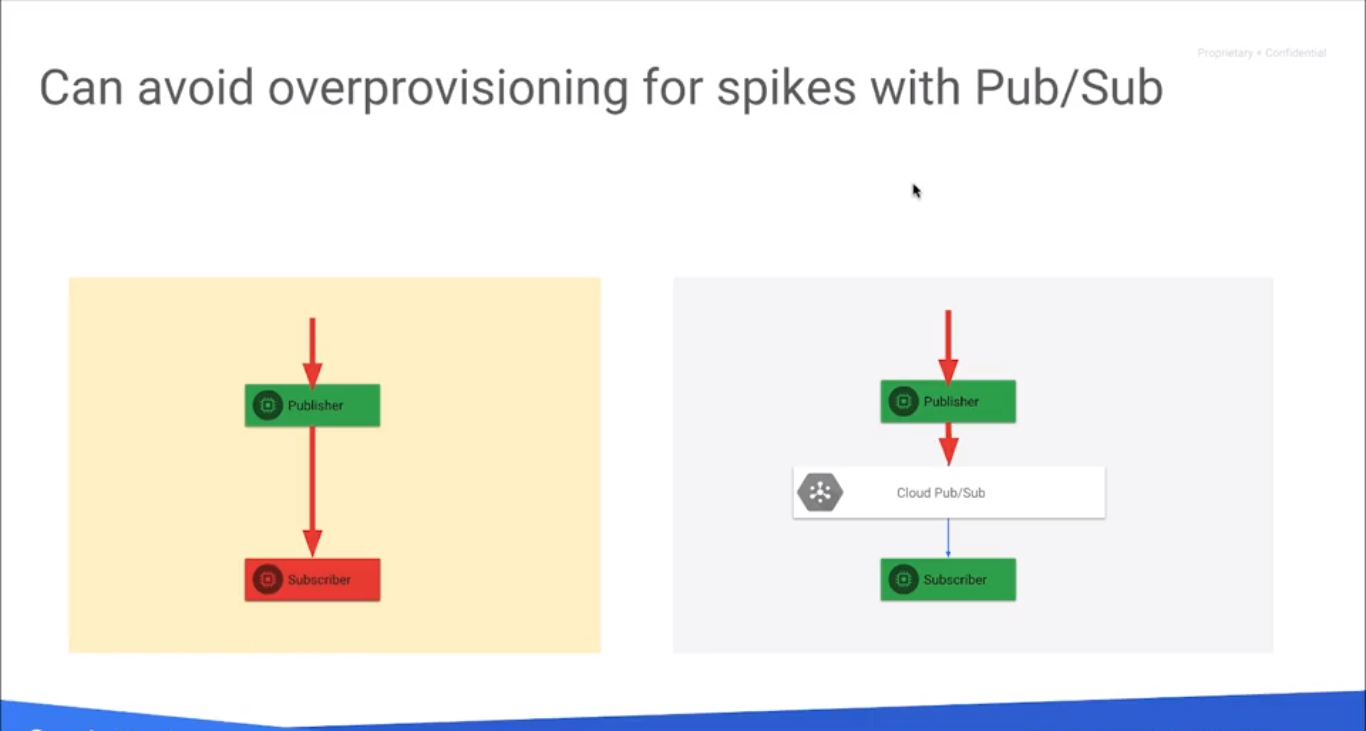 Proprietary + Confidential
Can avoid overprovisioning for spikes with Pub/Sub
Publisher
Subscriber
Publisher
Cloud Pub/Sub
Subscriber